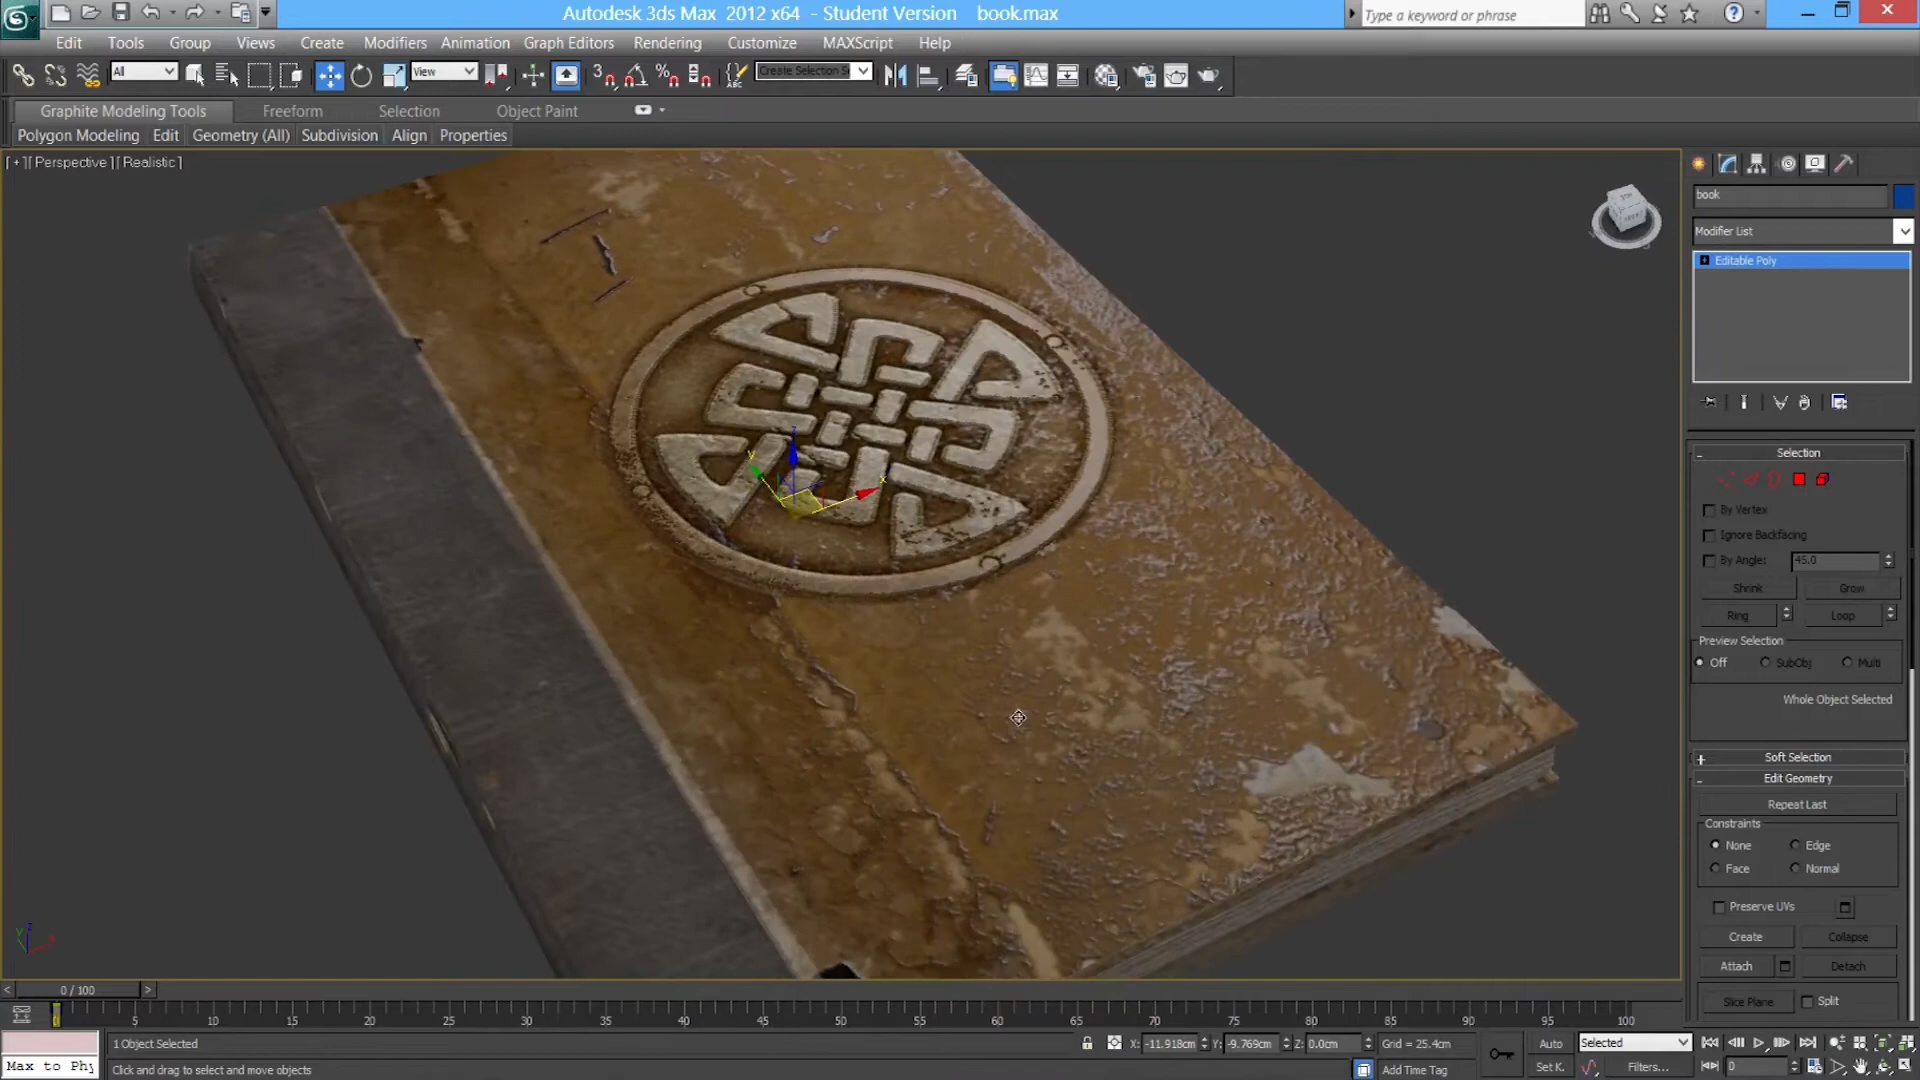 Autodesk 3ds Max 2012 x64 - Student Version book.max
Type a keyword or phrase
Edit Tools Group Views Create Modifiers Animation Graph Editors Rendering Customize MAXScript Help
All View Create Selection S
Graphite Modeling Tools Freeform Selection Object Paint
Polygon Modeling Edit Geometry (All) Subdivision Align Properties
[ + ][ Perspective ][ Realistic ]
book
Modifier List
Editable Poly
Selection
By Vertex
Ignore Backfacing
By Angle: 45.0
Shrink Grow
Ring Loop
Preview Selection
Off SubObj Multi
Whole Object Selected
Soft Selection
Edit Geometry
Repeat Last
Constraints
None Edge
Face Normal
Preserve UVs
Create Collapse
Attach Detach
Slice Plane Split
z
y
x
0 / 100
5 10 15 20 25 30 35 40 45 50 55 60 65 70 75 80 85 90 95 100
1 Object Selected X: -11.918cm Y: -9.769cm Z: 0.0cm Grid = 25.4cm Auto Selected
Max to Phy Click and drag to select and move objects Add Time Tag Set K. Filters... 0